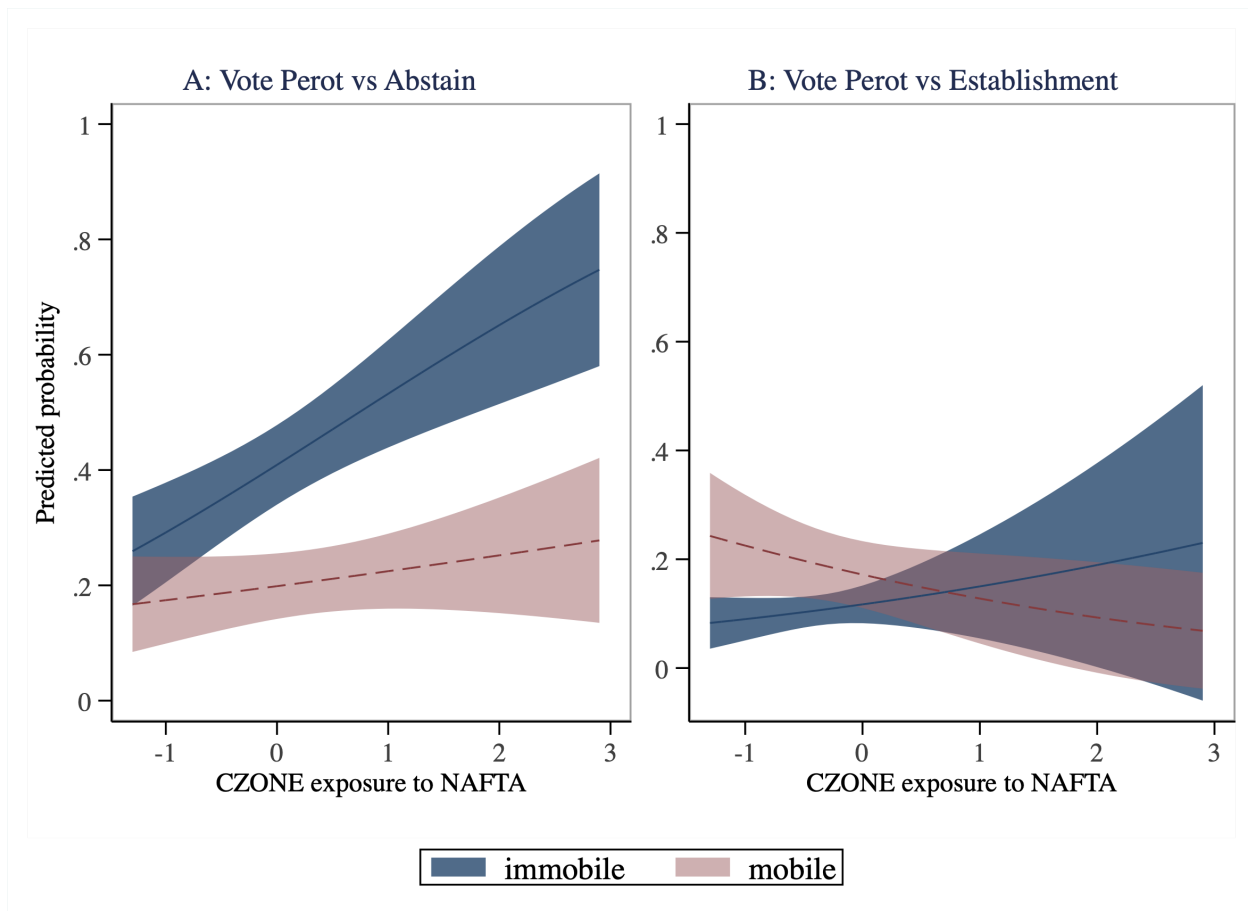 A: Vote Perot vs Abstain
Predicted probability
1
.8
.6
.4
.2
0
-1 0 1 2 3
CZONE exposure to NAFTA
B: Vote Perot vs Establishment
1
.8
.6
.4
.2
0
-1 0 1 2 3
CZONE exposure to NAFTA
immobile mobile